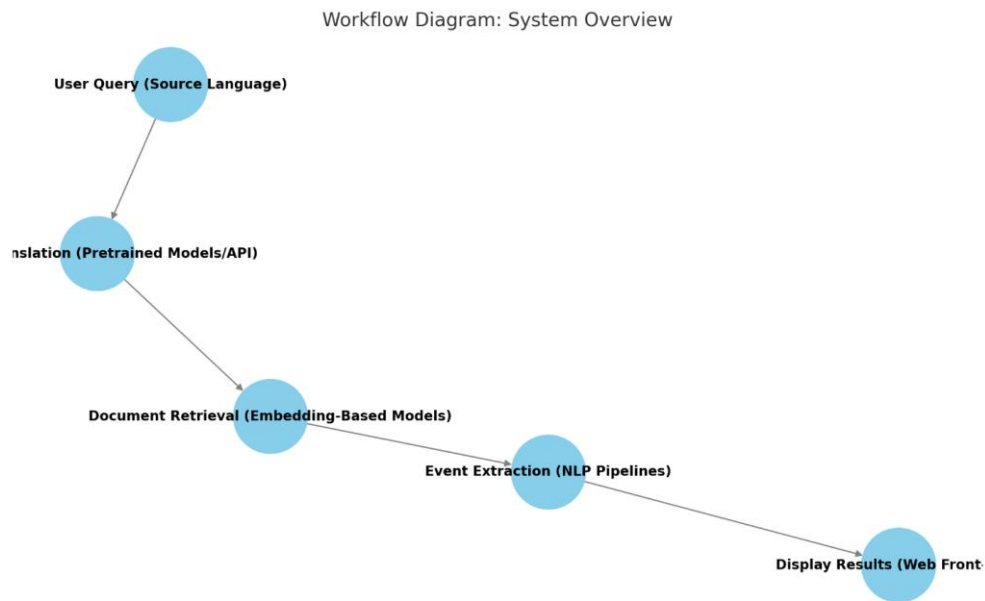 Workflow Diagram: System Overview
User Query (Source Language)
nslation (Pretrained Models/API)
Document Retrieval (Embedding-Based Models)
Event Extraction (NLP Pipelines)
Display Results (Web Front-